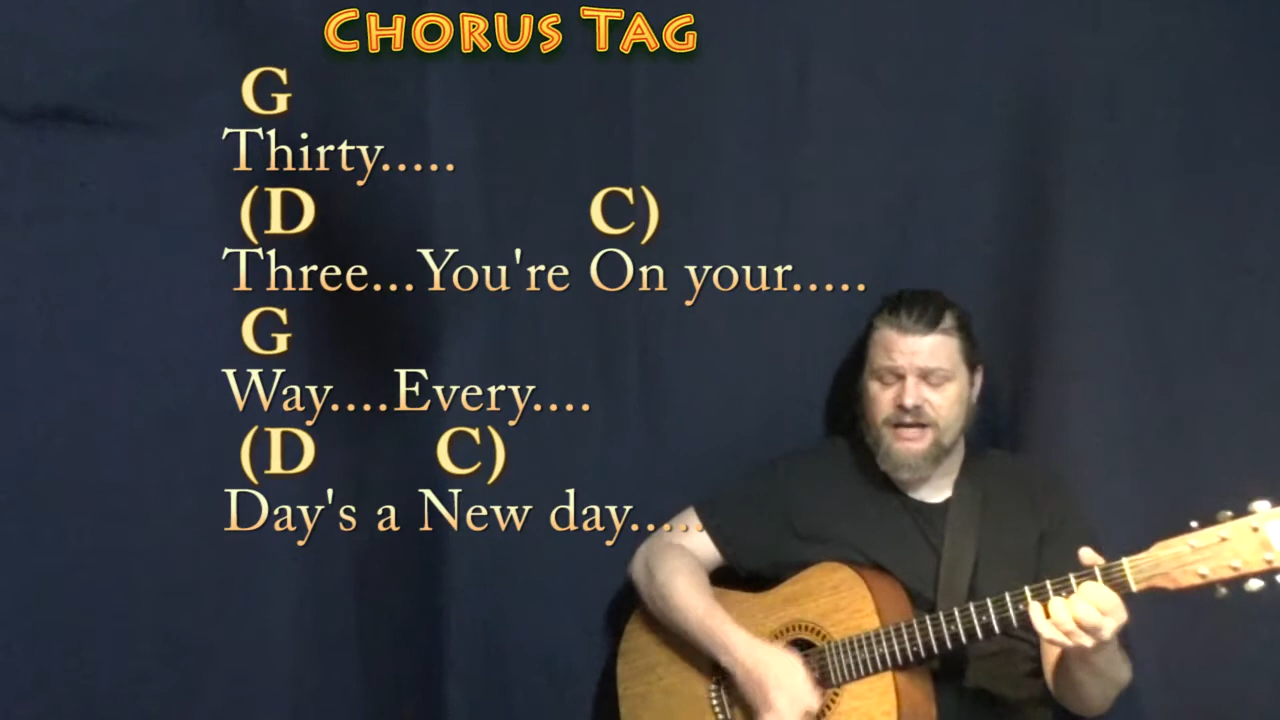 CHORUS TAG
G
Thirty.....
(D C)
Three...You're On your.....
G
Way....Every....
(D C)
Day's a New day.....